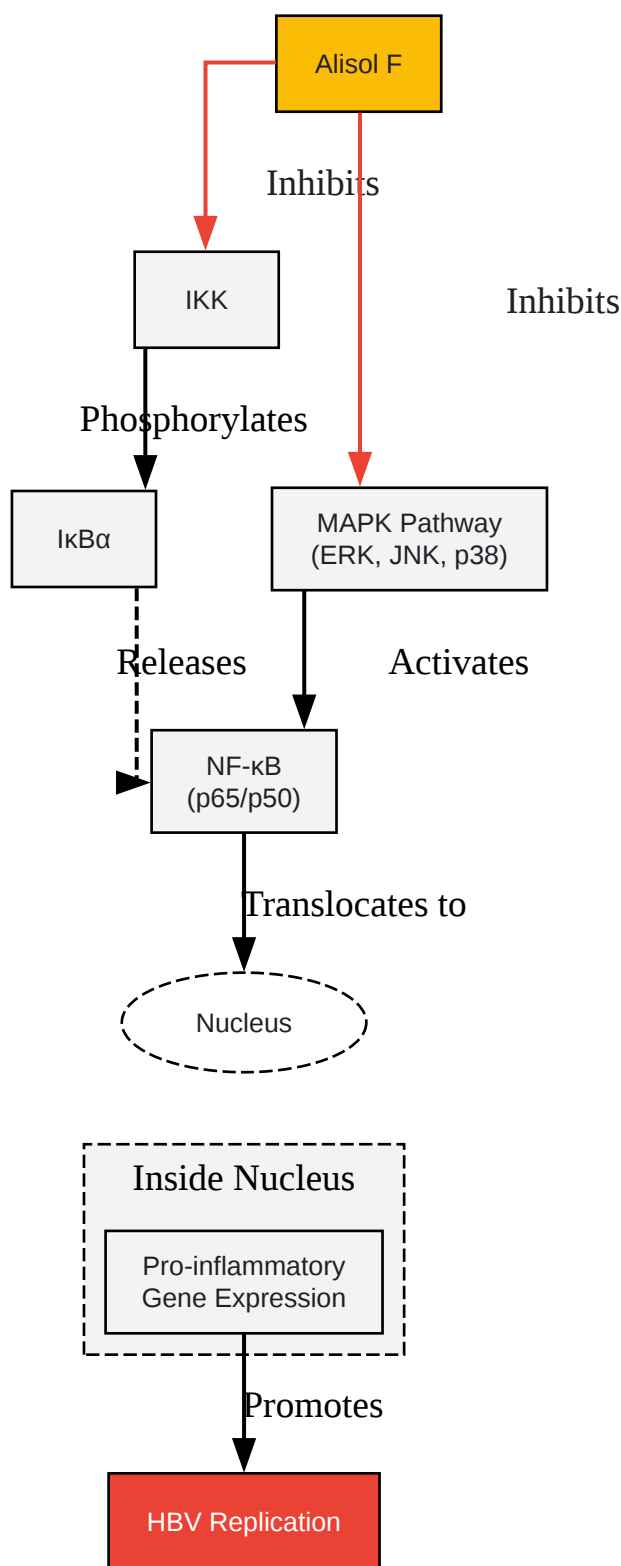 Alisol F
Inhibits
IKK
Inhibits
Phosphorylates
IκBα
MAPK Pathway
(ERK, JNK, p38)
Releases
Activates
NF-κB
(p65/p50)
Translocates to
Nucleus
Inside Nucleus
Pro-inflammatory
Gene Expression
Promotes
HBV Replication